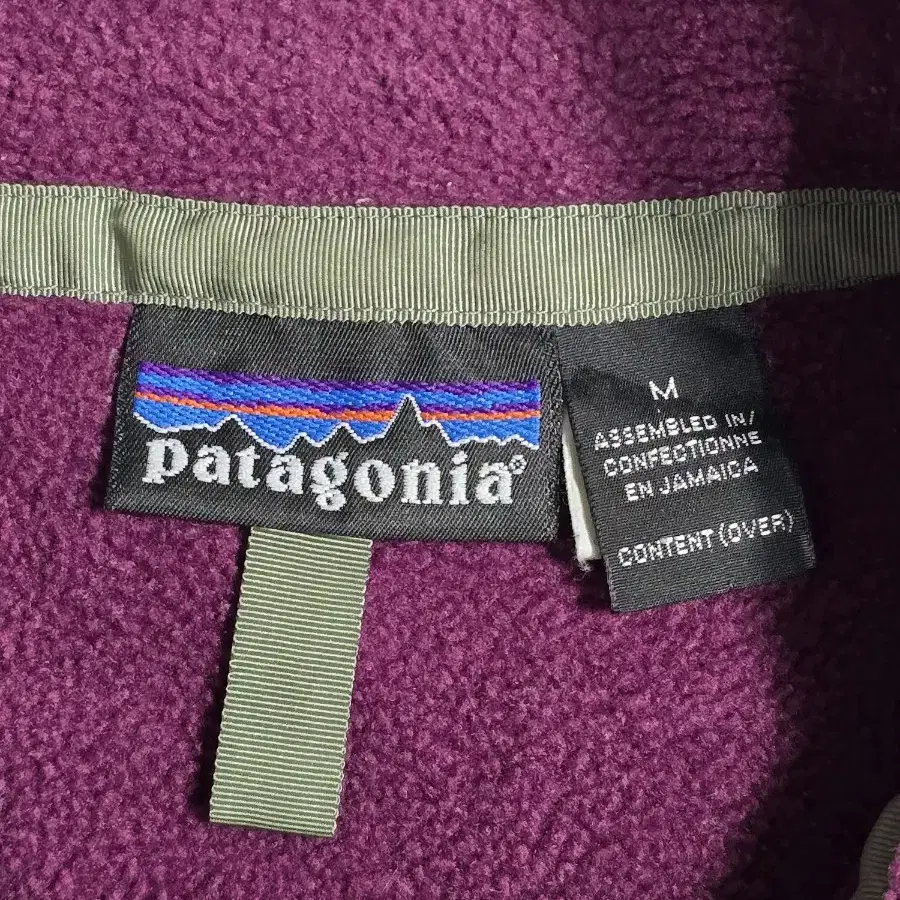 patagonia®
M
ASSEMBLED IN/
CONFECTIONNE
EN JAMAICA
CONTENT (OVER)